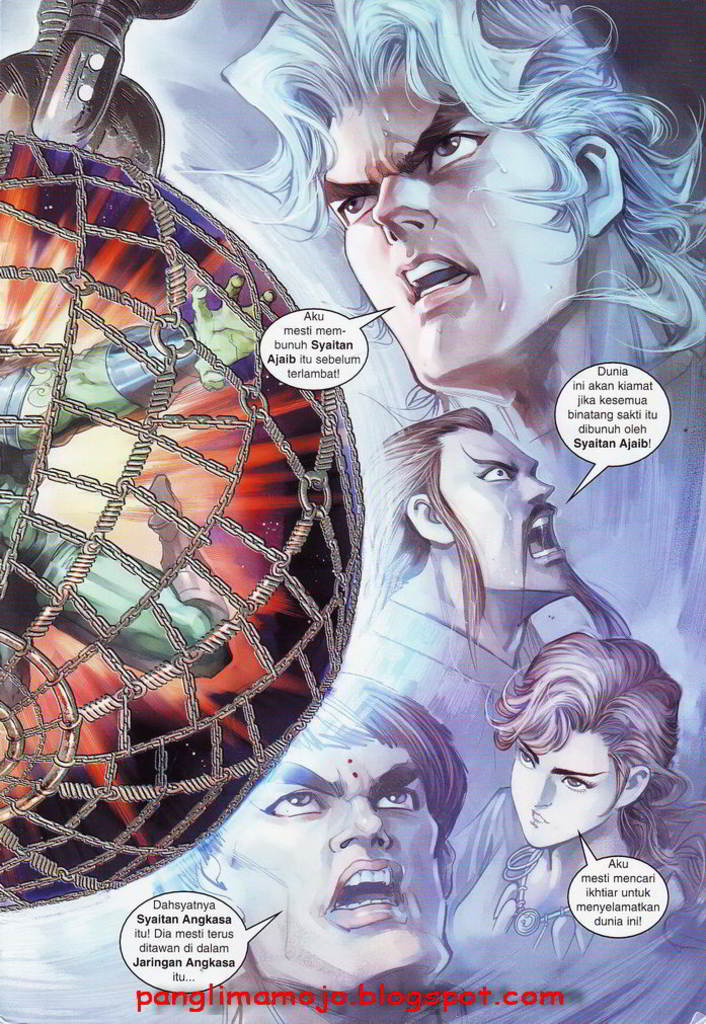 Aku
mesti mem-
bunuh Syaitan
Ajaib itu sebelum
terlambat!
Dunia
ini akan kiamat
jika kesemua
binatang sakti itu
dibunuh oleh
Syaitan Ajaib!
Aku
mesti mencari
ikhtiar untuk
menyelamatkan
dunia ini!
Dahsyatnya
Syaitan Angkasa
itu! Dia mesti terus
ditawan di dalam
Jaringan Angkasa
itu...
panglimamojo.blogspot.com